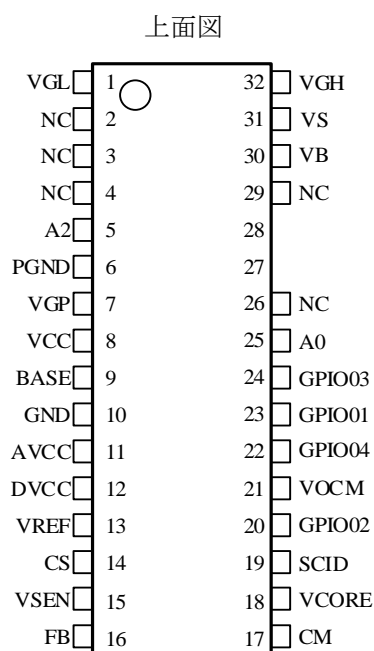 上面図
VGL 1 32 VGH
NC 2 31 VS
NC 3 30 VB
NC 4 29 NC
A2 5 28
PGND 6 27
VGP 7 26 NC
VCC 8 25 A0
BASE 9 24 GPIO03
GND 10 23 GPIO01
AVCC 11 22 GPIO04
DVCC 12 21 VOCM
VREF 13 20 GPIO02
CS 14 19 SCID
VSEN 15 18 VCORE
FB 16 17 CM